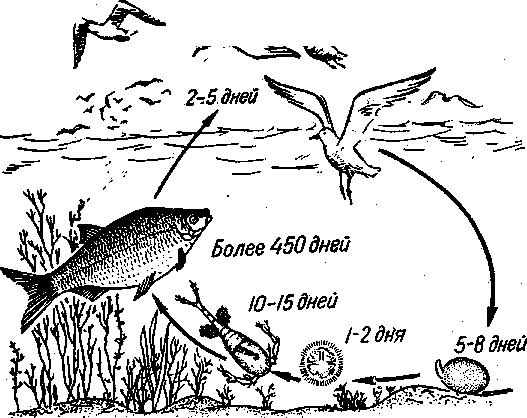 2-5 дней
Более 450 дней
10-15 дней
1-2 дня
5-8 дней